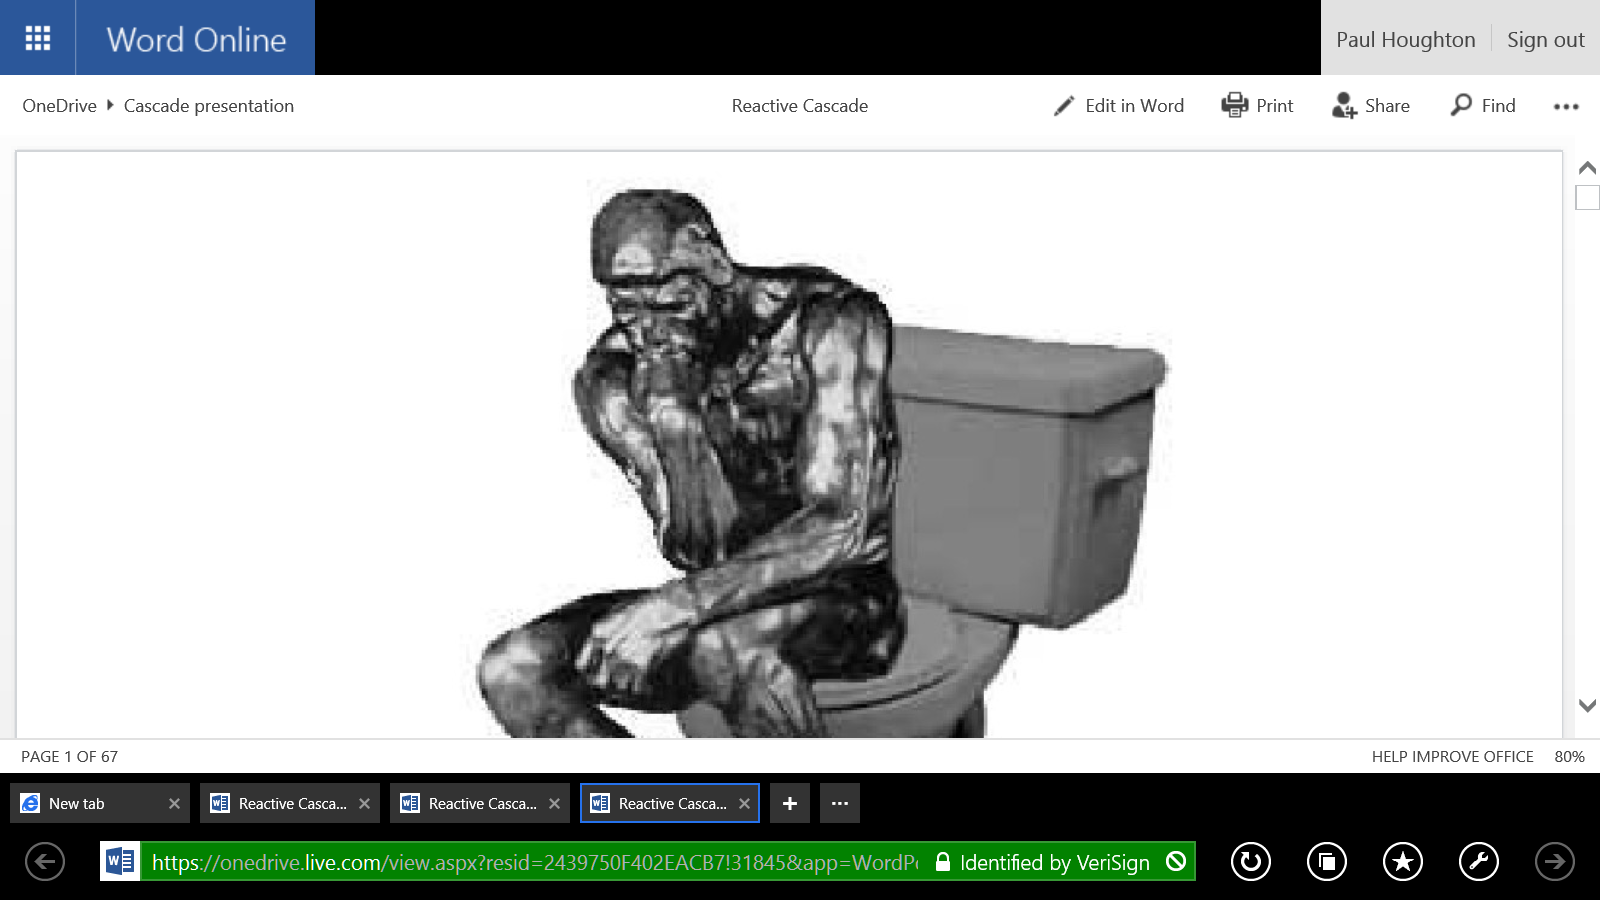 Word Online
Paul Houghton
Sign out
OneDrive
Cascade presentation
Reactive Cascade
Edit in Word
Print
Share
Find
PAGE 1 OF 67
HELP IMPROVE OFFICE
80%
New tab
Reactive Casca...
Reactive Casca...
Reactive Casca...
https://onedrive.live.com/view.aspx?resid=2439750F402EACB7!31845&app=WordP
Identified by VeriSign